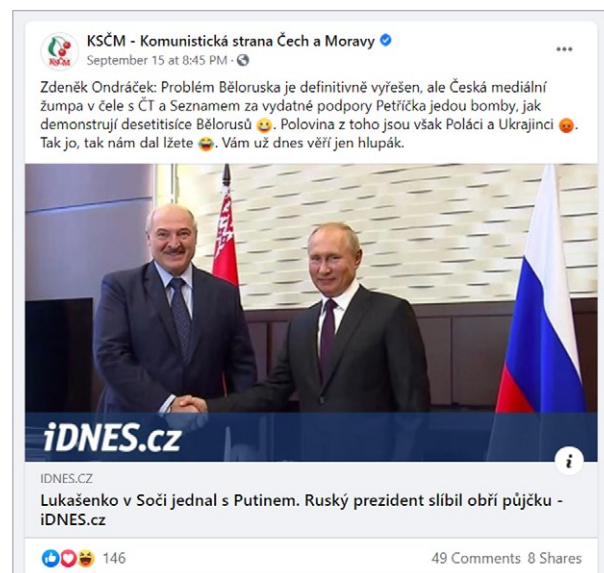 KSČM - Komunistická strana Čech a Moravy
September 15 at 8:45 PM ·
Zdeněk Ondráček: Problém Běloruska je definitivně vyřešen, ale Česká mediální
žumpa v čele s ČT a Seznamem za vydatné podpory Petříčka jedou bomby, jak
demonstrují desetitisíce Bělorusů 😀. Polovina z toho jsou však Poláci a Ukrajinci 😡.
Tak jo, tak nám dal lžete 😂. Vám už dnes věří jen hlupák.
iDNES.cz
IDNES.CZ
Lukašenko v Soči jednal s Putinem. Ruský prezident slíbil obří půjčku -
iDNES.cz
146
49 Comments 8 Shares